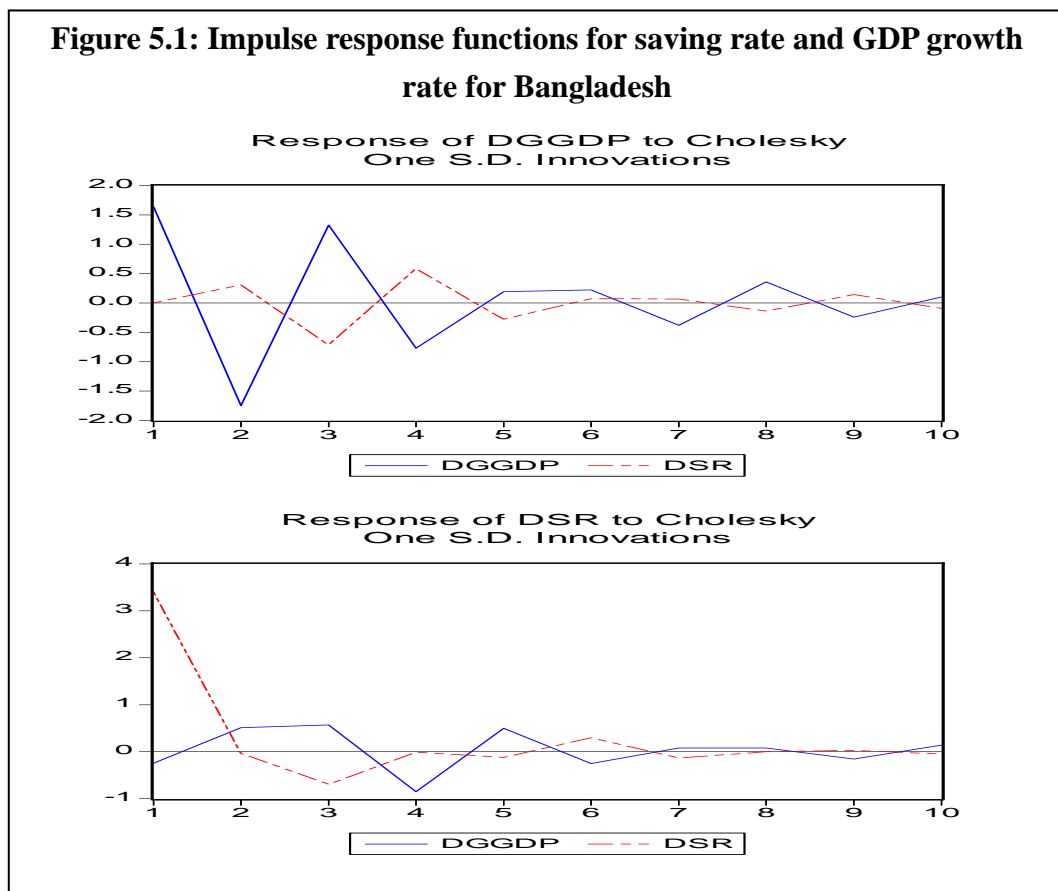 Figure 5.1: Impulse response functions for saving rate and GDP growth
rate for Bangladesh
Response of DGGDP to Cholesky
One S.D. Innovations
2.0
1.5
1.0
0.5
0.0
-0.5
-1.0
-1.5
-2.0
1 2 3 4 5 6 7 8 9 10
DGGDP DSR
Response of DSR to Cholesky
One S.D. Innovations
4
3
2
1
0
-1
1 2 3 4 5 6 7 8 9 10
DGGDP DSR